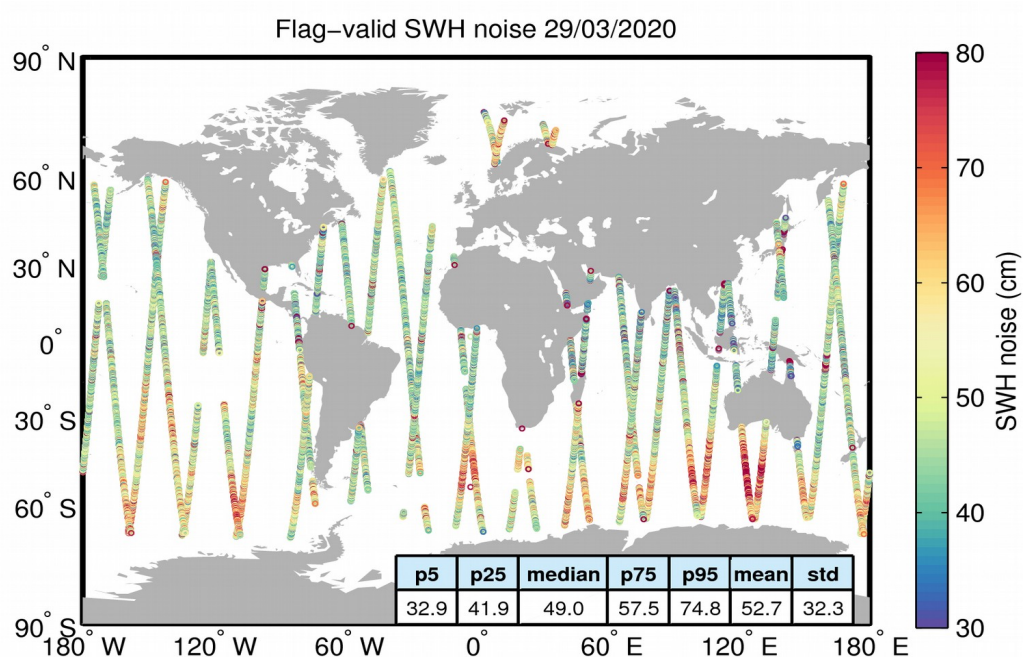 Flag−valid SWH noise 29/03/2020
90° N
60° N
30° N
0°
30° S
60° S
90° S
180° W
120° W
60° W
0°
60° E
120° E
180° E
80
70
60
50
40
30
SWH noise (cm)
p5 p25 median p75 p95 mean std
32.9 41.9 49.0 57.5 74.8 52.7 32.3